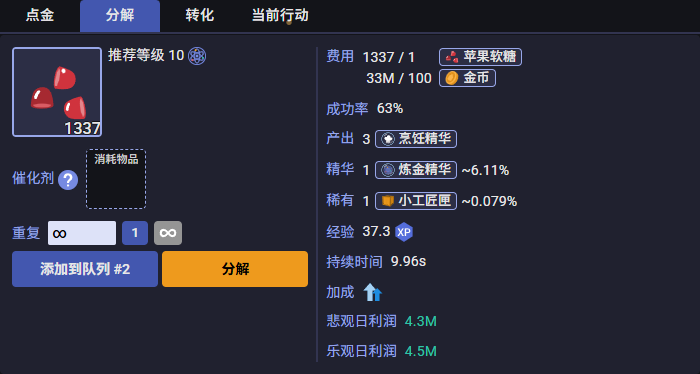 点金 分解 转化 当前行动
推荐等级 10
1337
催化剂 ? 消耗物品
重复 ∞ 1 ∞
添加到队列 #2 分解
费用 1337 / 1 苹果软糖
33M / 100 金币
成功率 63%
产出 3 烹饪精华
精华 1 炼金精华 ~6.11%
稀有 1 小工匠匣 ~0.079%
经验 37.3 XP
持续时间 9.96s
加成
悲观日利润 4.3M
乐观日利润 4.5M